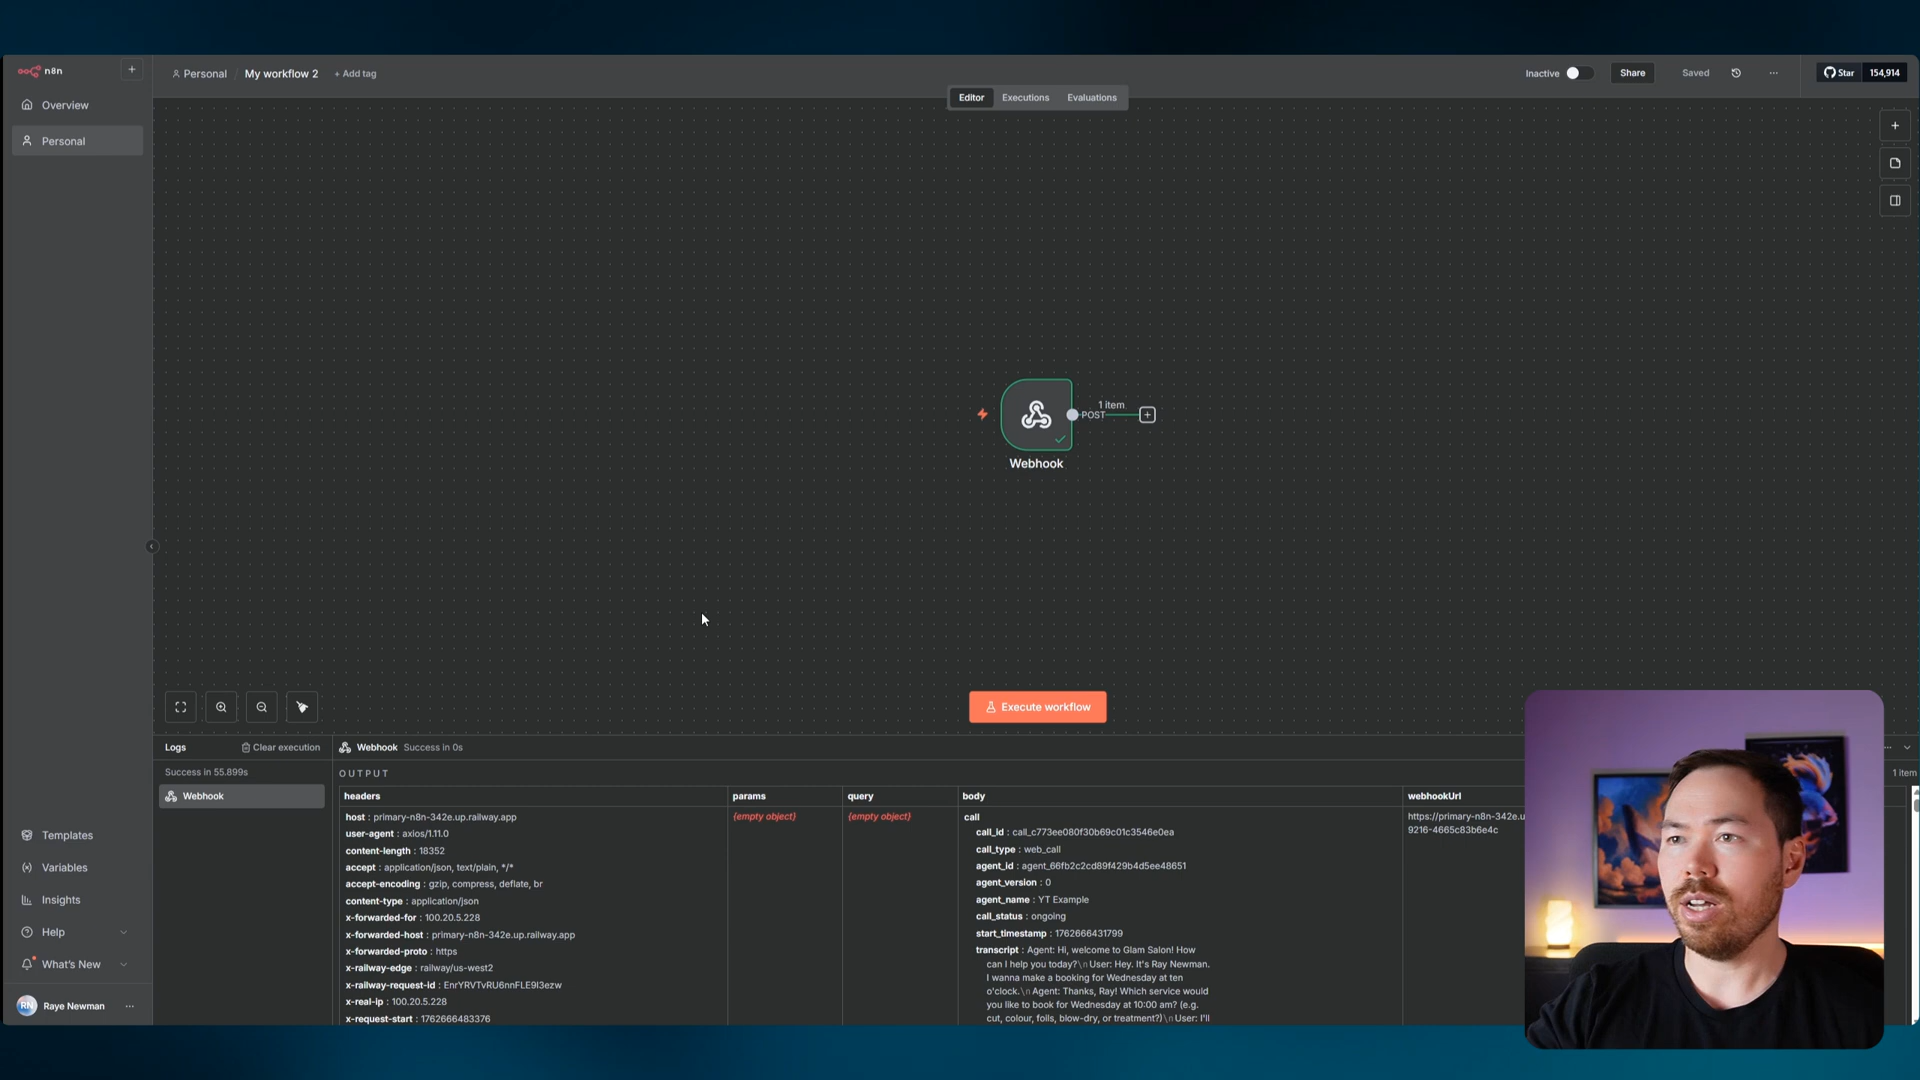 n8n
Personal / My workflow 2 + Add tag
Inactive
Share
Saved
Star 154,914
Editor Executions Evaluations
Overview
Personal
1 item
POST
Webhook
Execute workflow
Logs
Clear execution
Webhook Success in 0s
Success in 55.899s
Webhook
OUTPUT
1 item
headers
params
query
body
webhookUrl
host : primary-n8n-342e.up.railway.app
user-agent : axios/1.11.0
content-length : 18352
accept : application/json, text/plain, */*
accept-encoding : gzip, compress, deflate, br
content-type : application/json
x-forwarded-for : 100.20.5.228
x-forwarded-host : primary-n8n-342e.up.railway.app
x-forwarded-proto : https
x-railway-edge : railway/us-west2
x-railway-request-id : EnrYRVTvRU6nnFLE9I3ezw
x-real-ip : 100.20.5.228
x-request-start : 1762666483376
{empty object}
{empty object}
call
call_id : call_c773ee080f30b69c01c3546e0ea
call_type : web_call
agent_id : agent_66fb2c2cd89f429b4d5ee48651
agent_version : 0
agent_name : YT Example
call_status : ongoing
start_timestamp : 1762666431799
transcript : Agent: Hi, welcome to Glam Salon! How
can I help you today?\n User: Hey. It's Ray Newman.
I wanna make a booking for Wednesday at ten
o'clock.\n Agent: Thanks, Ray! Which service would
you like to book for Wednesday at 10:00 am? (e.g.
cut, colour, foils, blow-dry, or treatment?)\n User: I'll
https://primary-n8n-342e.u
9216-4665c83b6e4c
Templates
Variables
Insights
Help
What's New
RN Raye Newman